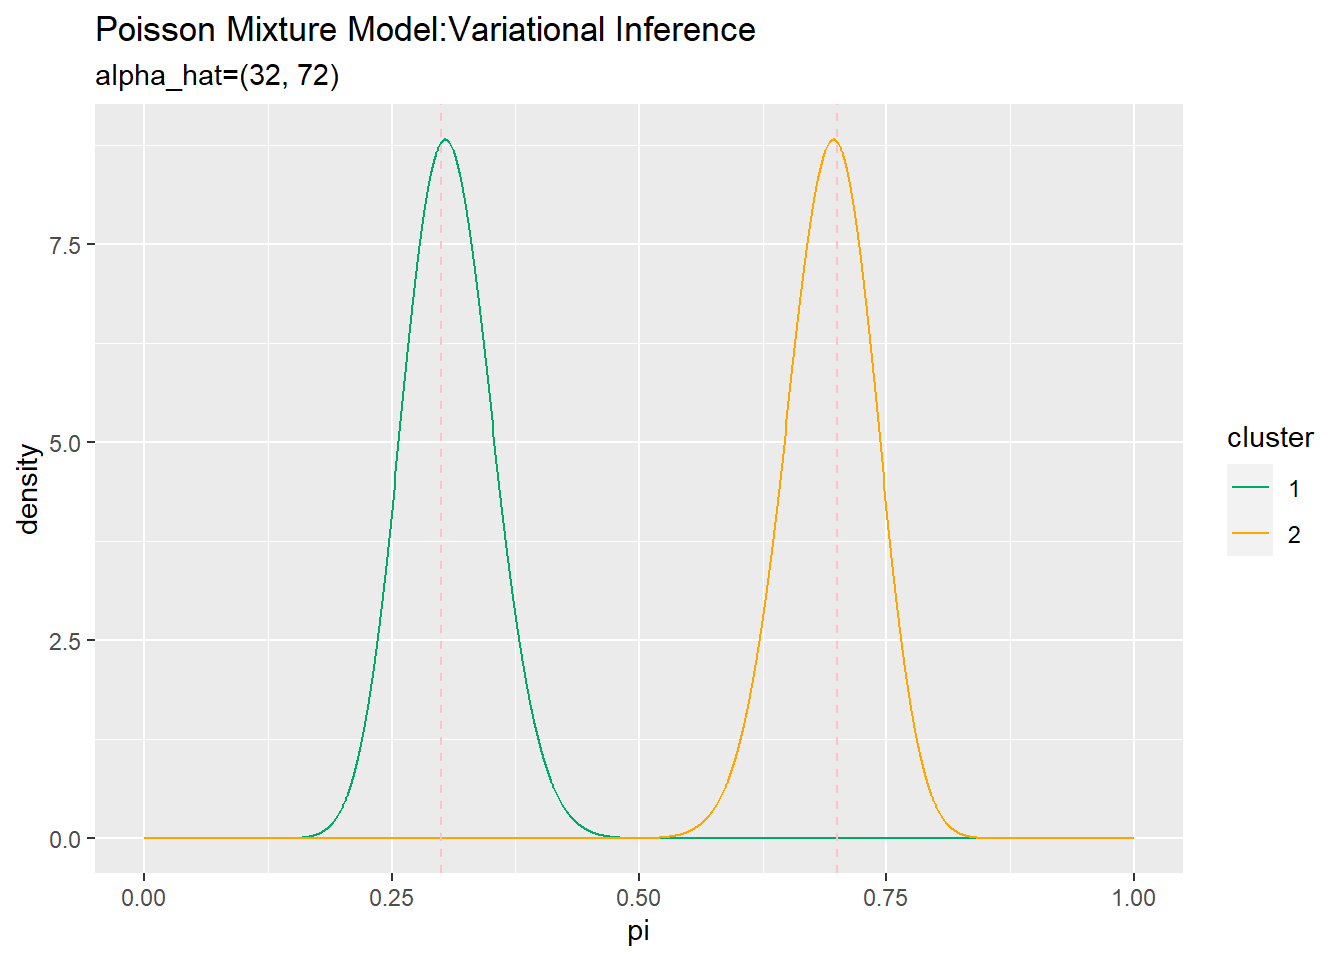 Poisson Mixture Model:Variational Inference
alpha_hat=(32, 72)
density
7.5
5.0
2.5
0.0
0.00 0.25 0.50 0.75 1.00
pi
cluster
1
2